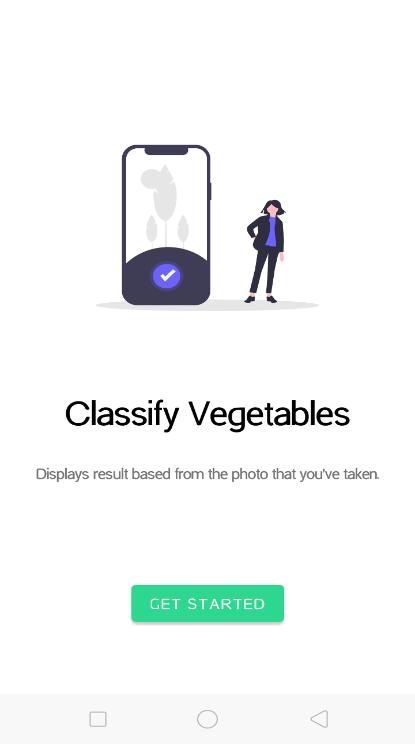 Classify Vegetables
Displays result based from the photo that you've taken.
GET STARTED